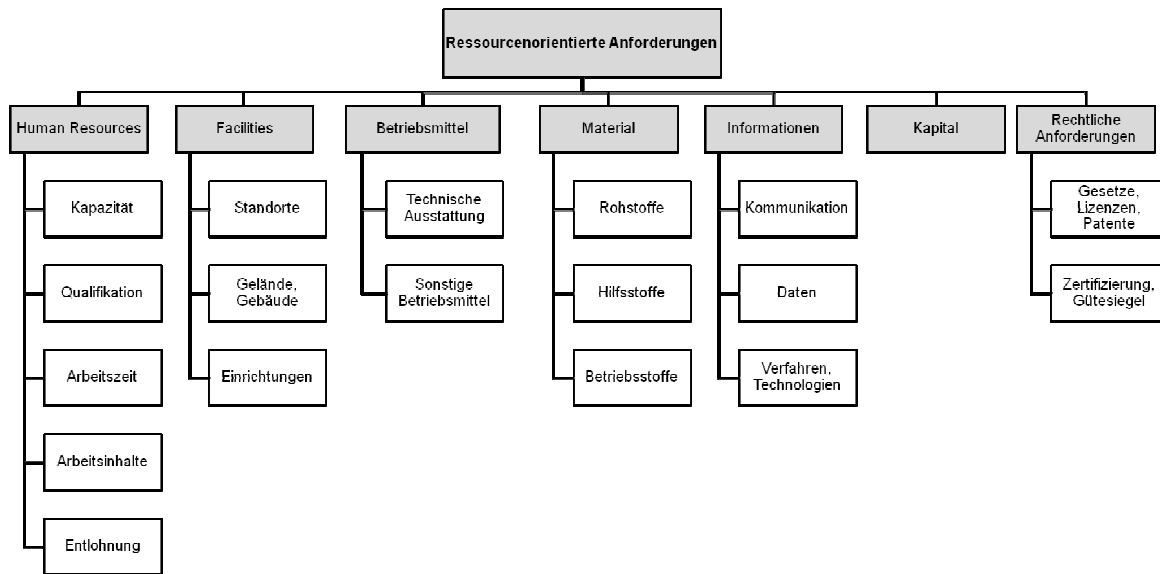 Ressourcenorientierte Anforderungen
Human Resources
Facilities
Betriebsmittel
Material
Informationen
Kapital
Rechtliche
Anforderungen
Kapazität
Qualifikation
Arbeitszeit
Arbeitsinhalte
Entlohnung
Standorte
Gelände,
Gebäude
Einrichtungen
Technische
Ausstattung
Sonstige
Betriebsmittel
Rohstoffe
Hilfsstoffe
Betriebsstoffe
Kommunikation
Daten
Verfahren,
Technologien
Gesetze,
Lizenzen,
Patente
Zertifizierung,
Gütesiegel